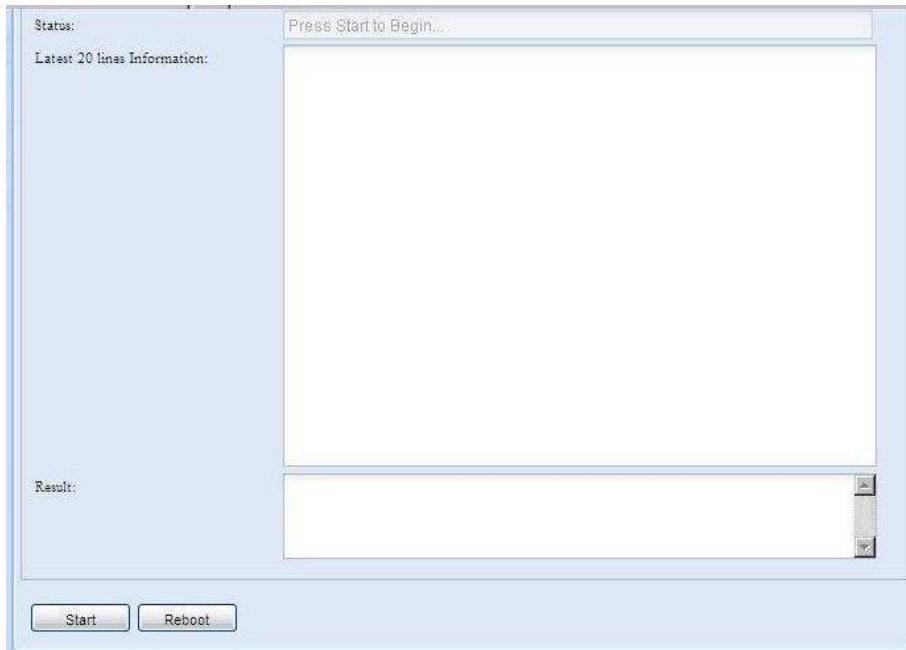 Status:
Press Start to Begin...
Latest 20 lines Information:
Result:
Start
Reboot